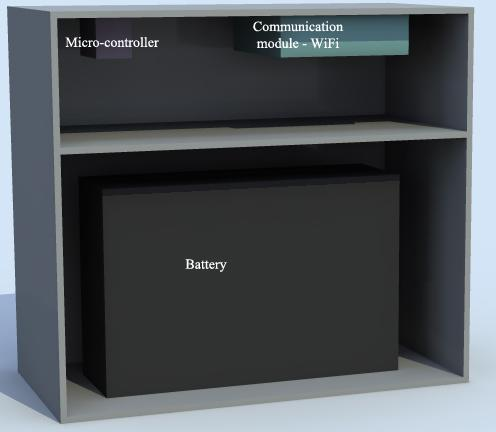 Micro-controller
Communication
module - WiFi
Battery